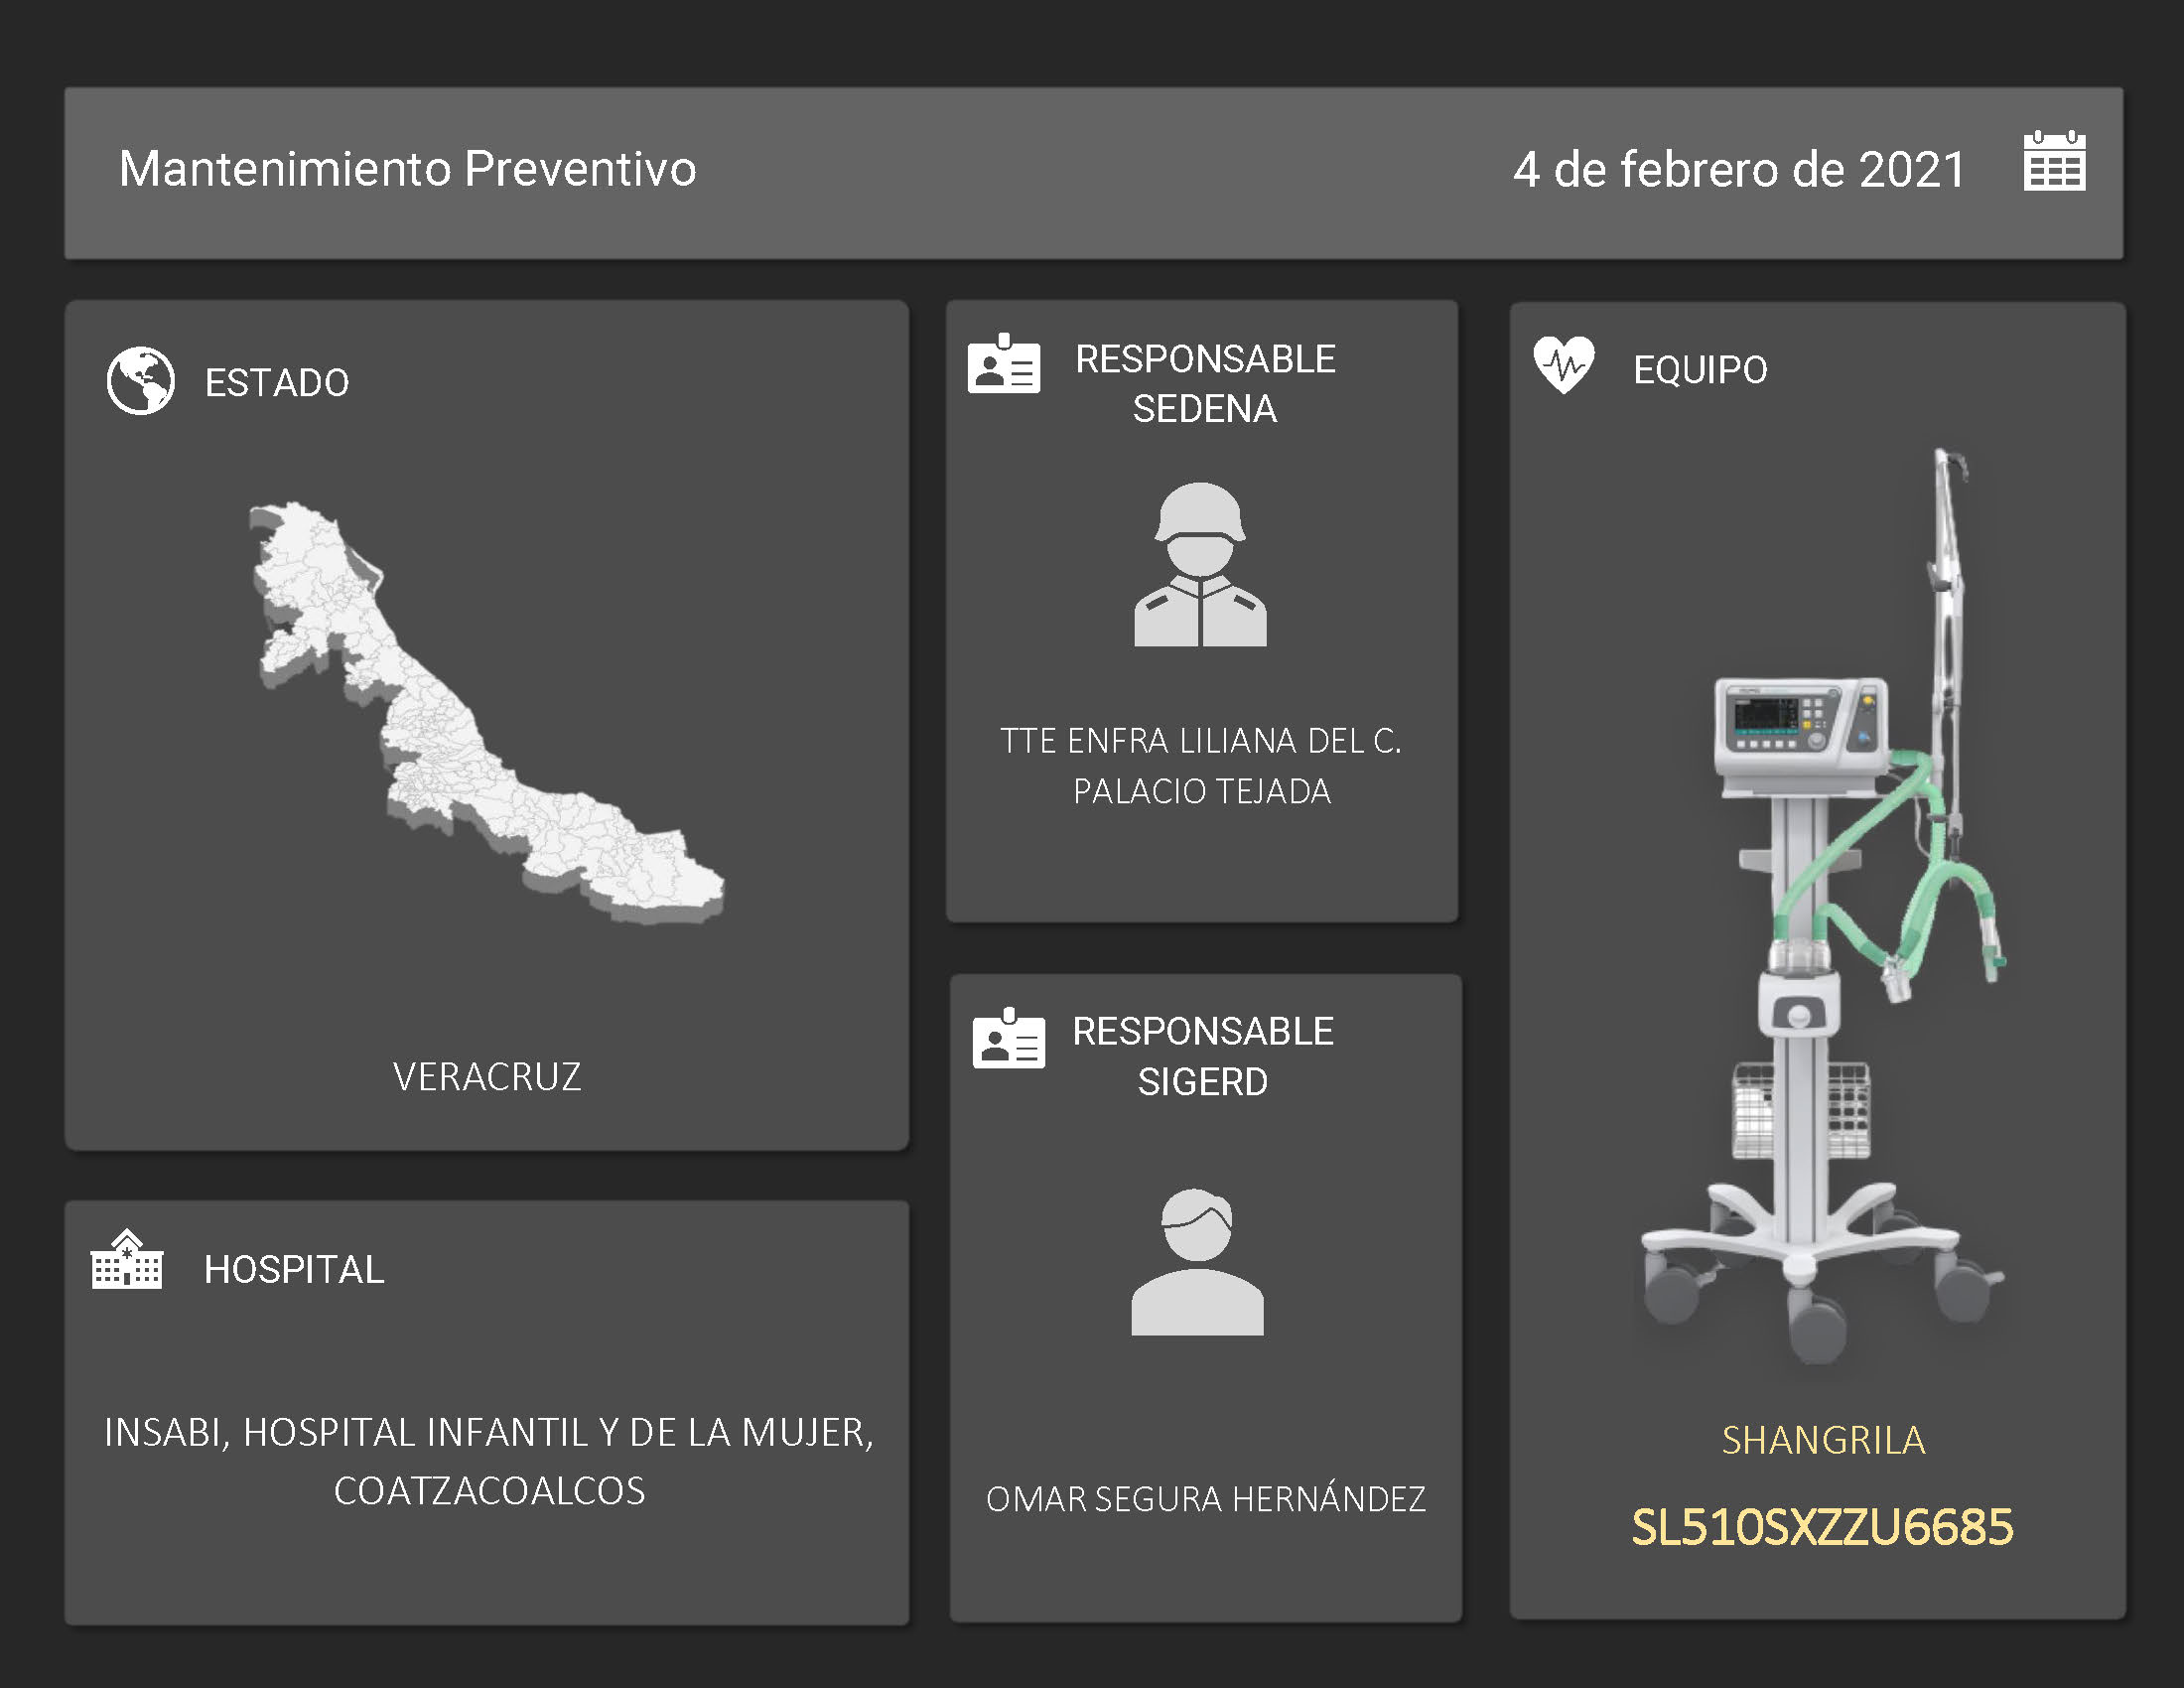 Mantenimiento Preventivo
4 de febrero de 2021
ESTADO
VERACRUZ
HOSPITAL
INSABI, HOSPITAL INFANTIL Y DE LA MUJER,
COATZACOALCOS
RESPONSABLE
SEDENA
TTE ENFRA LILIANA DEL C.
PALACIO TEJADA
RESPONSABLE
SIGERD
OMAR SEGURA HERNÁNDEZ
EQUIPO
SHANGRILA
SL510SXZZU6685